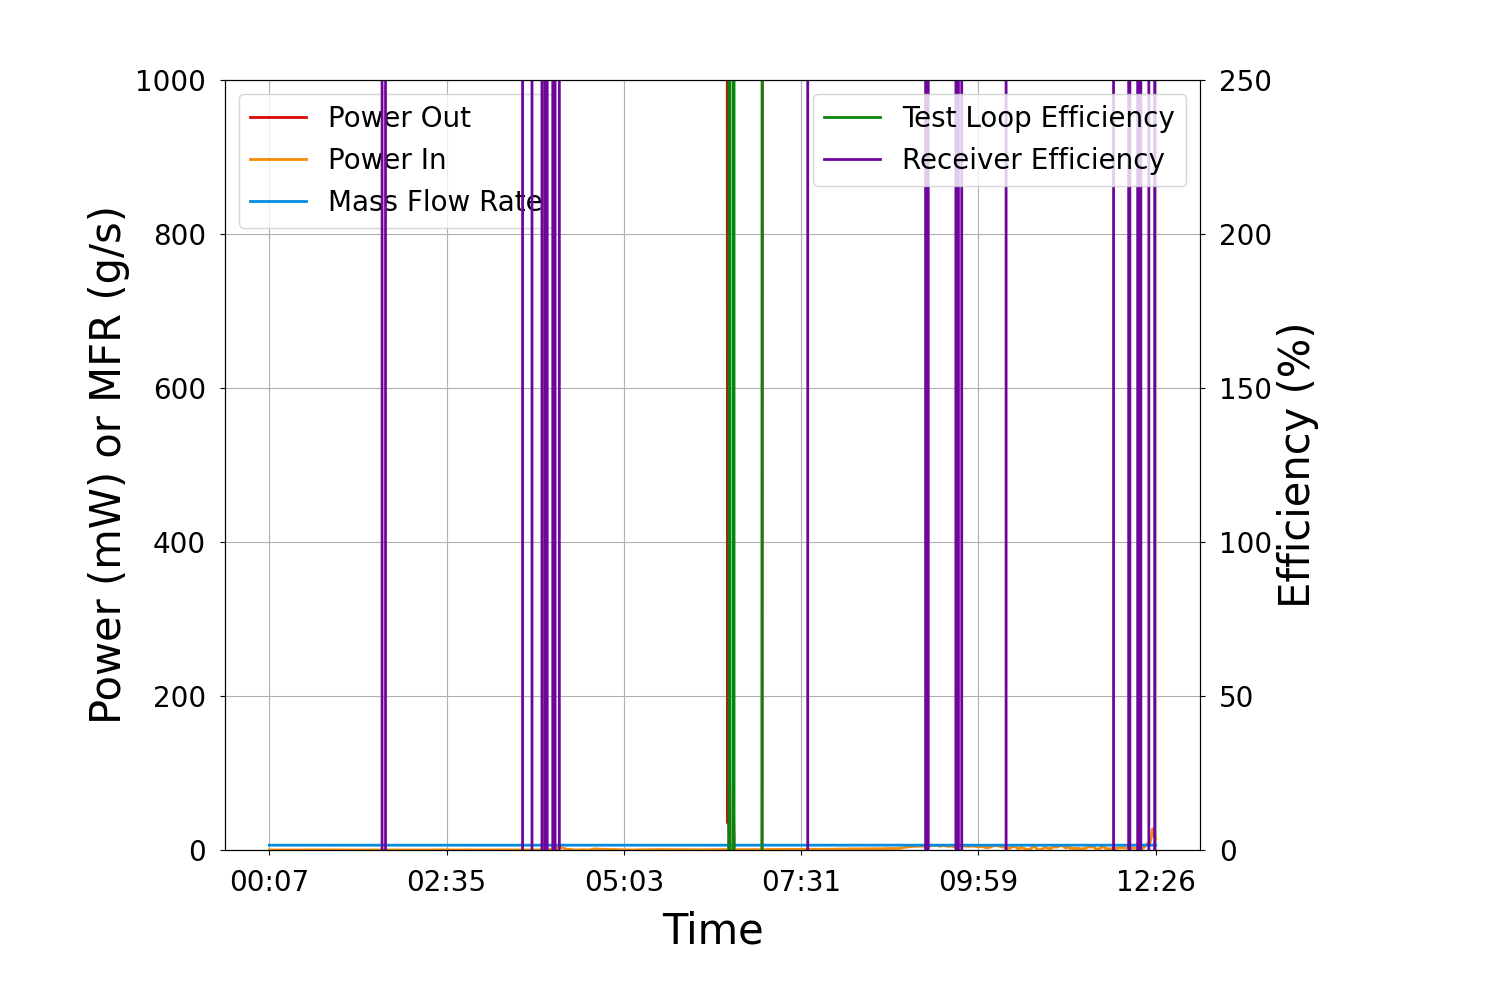 1000
800
600
400
200
0
Power (mW) or MFR (g/s)
Power Out
Power In
Mass Flow Rate
Test Loop Efficiency
Receiver Efficiency
250
200
150
100
50
0
Efficiency (%)
00:07 02:35 05:03 07:31 09:59 12:26
Time